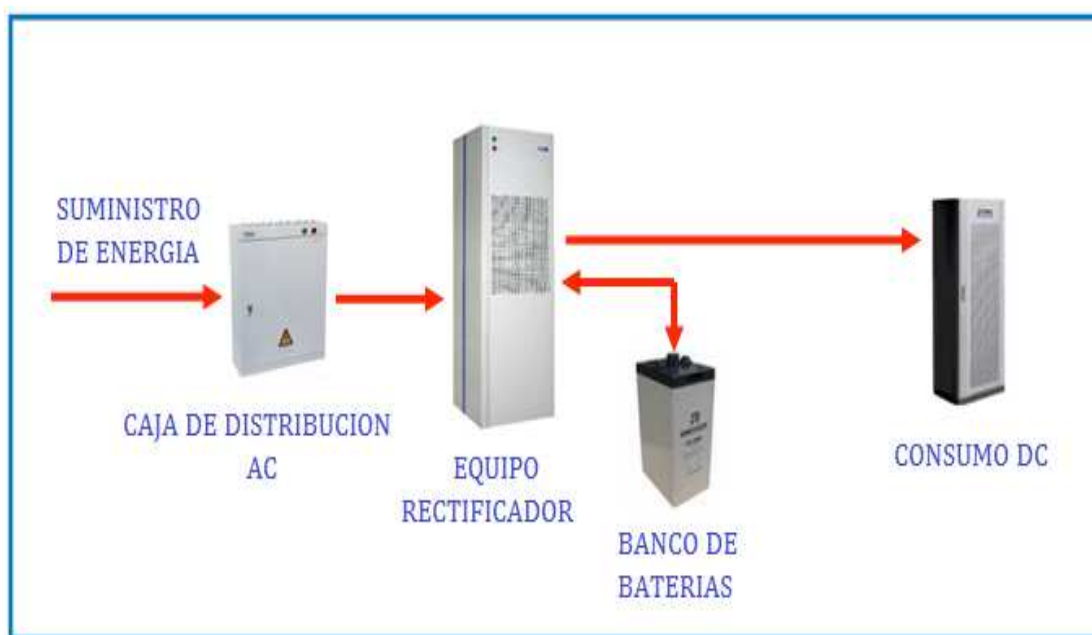 SUMINISTRO
DE ENERGIA
CAJA DE DISTRIBUCION
AC
EQUIPO
RECTIFICADOR
BANCO DE
BATERIAS
CONSUMO DC